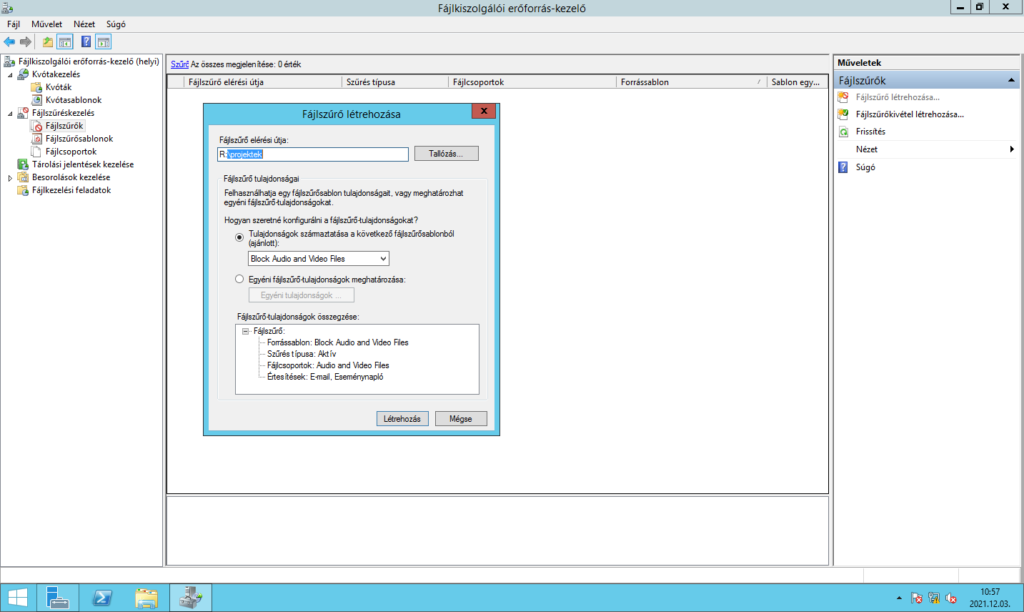 Fájlkiszolgálói erőforrás-kezelő
Fájl Művelet Nézet Súgó
Fájlkiszolgálói erőforrás-kezelő (helyi)
Kvótakezelés
Kvóták
Kvótasablonok
Fájlszűréskezelés
Fájlszűrők
Fájlszűrősablonok
Fájlcsoportok
Tárolási jelentések kezelése
Besorolások kezelése
Fájlkezelési feladatok
Szűrő Az összes megjelenítése: 0 érték
Fájlszűrő elérési útja Szűrés típusa Fájlcsoportok Forrássablon Sablon egy...
Fájlszűrő létrehozása
Fájlszűrő elérési útja:
R:\projektek
Tallózás...
Fájlszűrő tulajdonságai
Felhasználhatja egy fájlszűrősablon tulajdonságait, vagy meghatározhat
egyéni fájlszűrő-tulajdonságokat.
Hogyan szeretné konfigurálni a fájlszűrő-tulajdonságokat?
Tulajdonságok származtatása a következő fájlszűrősablonból
(ajánlott):
Block Audio and Video Files
Egyéni fájlszűrő-tulajdonságok meghatározása:
Egyéni tulajdonságok ...
Fájlszűrő-tulajdonságok összegzése:
Fájlszűrő:
Forrássablon: Block Audio and Video Files
Szűrés típusa: Aktív
Fájlcsoportok: Audio and Video Files
Értesítések: E-mail, Eseménynapló
Létrehozás
Mégse
Műveletek
Fájlszűrők
Fájlszűrő létrehozása...
Fájlszűrőkivétel létrehozása...
Frissítés
Nézet
Súgó
10:57
2021.12.03.